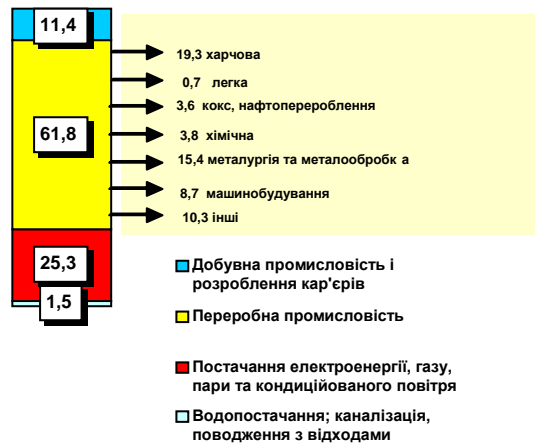 11,4
19,3 харчова
0,7 легка
3,6 кокс, нафтоперероблення
61,8
3,8 хімічна
15,4 металургія та металообробк а
8,7 машинобудування
10,3 інші
25,3
1,5
Добувна промисловість і
розроблення кар'єрів
Переробна промисловість
Постачання електроенергії, газу,
пари та кондиційованого повітря
Водопостачання; каналізація,
поводження з відходами